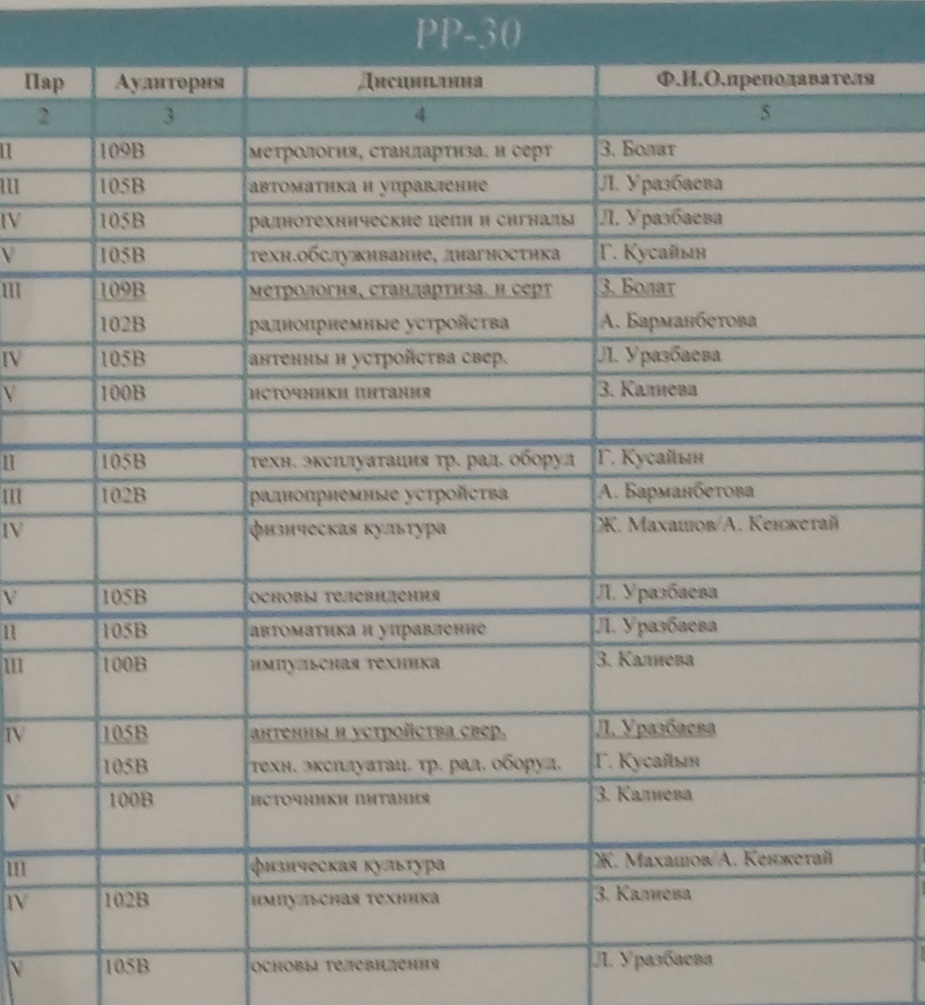 РР-30
Пар Аудитория Дисциплина Ф.И.О.преподавателя
2 3 4 5
II 109В метрология, стандартиза. и серт З. Болат
III 105В автоматика и управление Л. Уразбаева
IV 105В радиотехнические цепи и сигналы Л. Уразбаева
V 105В техн.обслуживание, диагностика Г. Кусайын
III 109В метрология, стандартиза. и серт З. Болат
102В радиоприемные устройства А. Барманбетова
IV 105В антенны и устройства свер. Л. Уразбаева
V 100В источники питания З. Калиева
II 105В техн. эксплуатация тр. рад. оборуд Г. Кусайын
III 102В радиоприемные устройства А. Барманбетова
IV физическая культура Ж. Махашов/А. Кенжетай
V 105В основы телевидения Л. Уразбаева
II 105В автоматика и управление Л. Уразбаева
III 100В импульсная техника З. Калиева
IV 105В антенны и устройства свер. Л. Уразбаева
105В техн. эксплуатац. тр. рад. оборуд. Г. Кусайын
V 100В источники питания З. Калиева
III физическая культура Ж. Махашов/А. Кенжетай
IV 102В импульсная техника З. Калиева
V 105В основы телевидения Л. Уразбаева